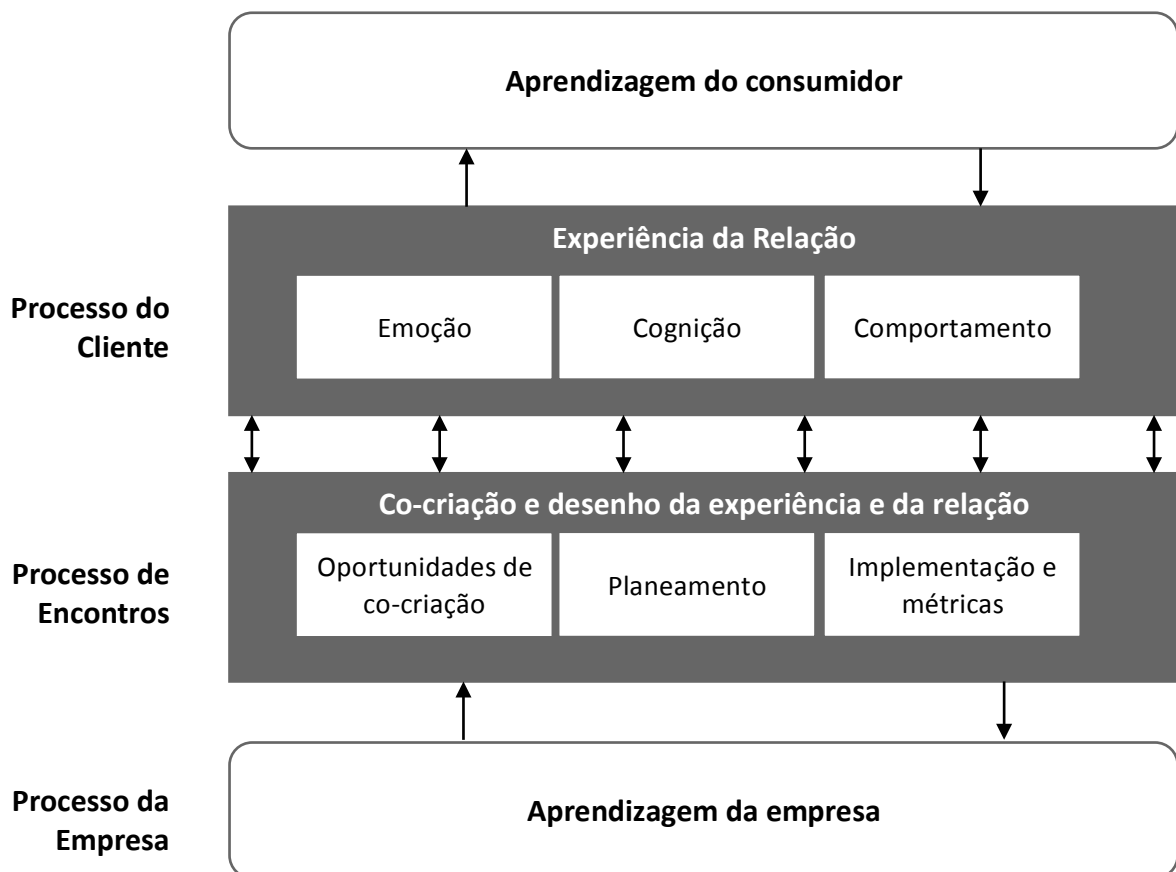 Aprendizagem do consumidor
Experiência da Relação
Processo do
Cliente
Emoção
Cognição
Comportamento
Co-criação e desenho da experiência e da relação
Processo de
Encontros
Oportunidades de
co-criação
Planeamento
Implementação e
métricas
Processo da
Empresa
Aprendizagem da empresa